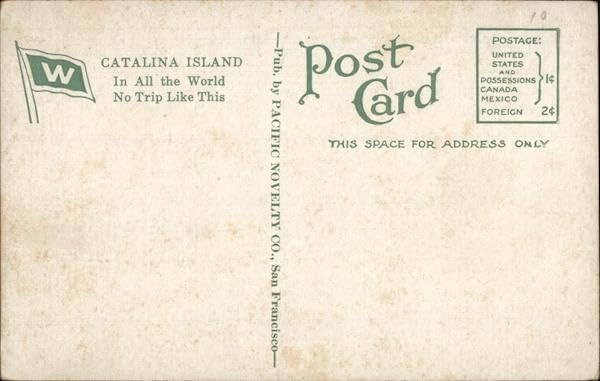 W
CATALINA ISLAND
In All the World
No Trip Like This
—Pub. by PACIFIC NOVELTY CO., San Francisco—
Post
Card
THIS SPACE FOR ADDRESS ONLY
10
POSTAGE:
UNITED
STATES
AND
POSSESSIONS 1¢
CANADA
MEXICO
FOREIGN 2¢